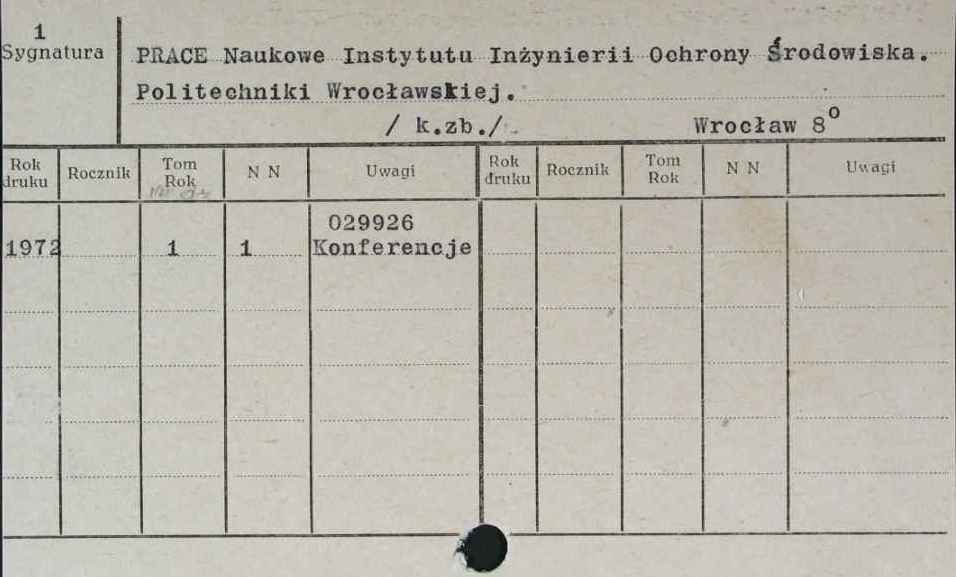 1
Sygnatura
PRACE Naukowe Instytutu Inżynierii Ochrony Środowiska.
Politechniki Wrocławskiej.
/ k.zb./ Wrocław 8°
Rok druku Rocznik Tom Rok N N Uwagi Rok druku Rocznik Tom Rok N N Uwagi
029926
1972 1 1 Konferencje